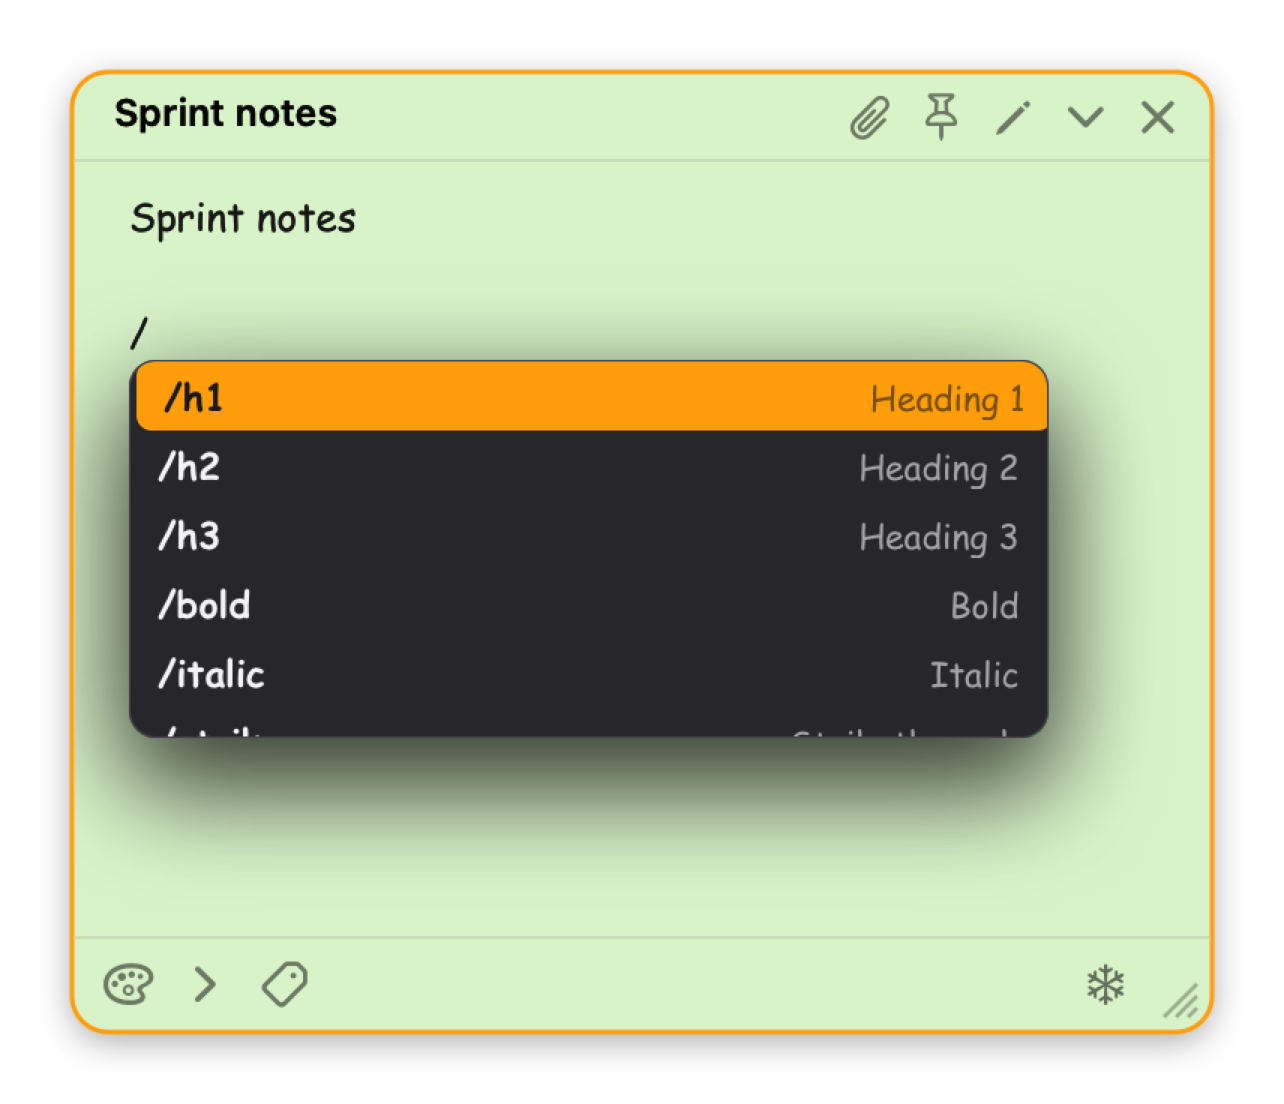 Sprint notes
Sprint notes
/
/h1 Heading 1
/h2 Heading 2
/h3 Heading 3
/bold Bold
/italic Italic